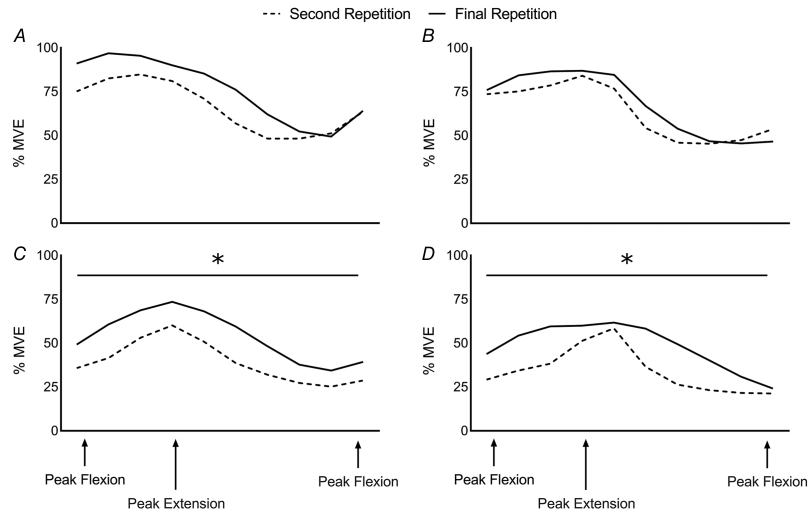 Second Repetition Final Repetition
A
100
75
50
25
0
% MVE
B
100
75
50
25
0
% MVE
C
100
75
50
25
0
% MVE
*
D
100
75
50
25
0
% MVE
*
Peak Flexion
Peak Extension
Peak Flexion
Peak Flexion
Peak Extension
Peak Flexion